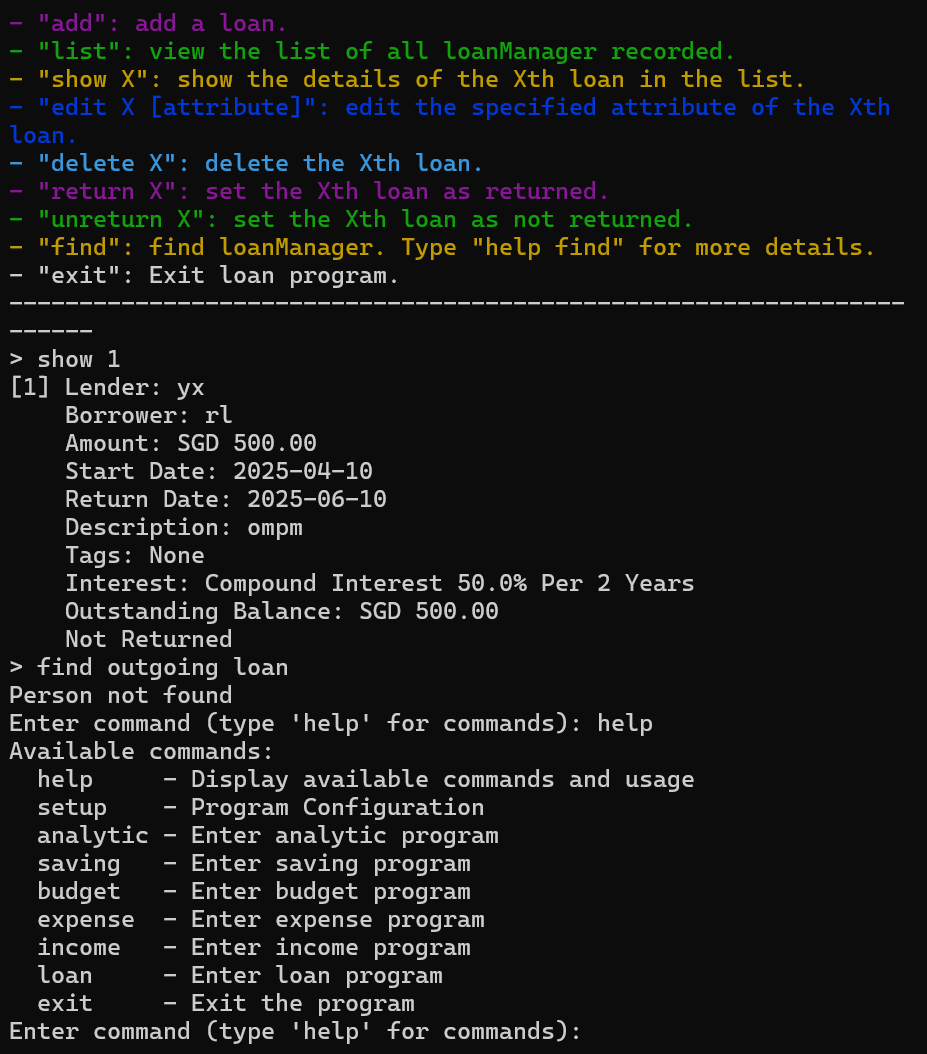 - "add": add a loan.
- "list": view the list of all loanManager recorded.
- "show X": show the details of the Xth loan in the list.
- "edit X [attribute]": edit the specified attribute of the Xth
loan.
- "delete X": delete the Xth loan.
- "return X": set the Xth loan as returned.
- "unreturn X": set the Xth loan as not returned.
- "find": find loanManager. Type "help find" for more details.
- "exit": Exit loan program.
----------------------------------------------------------------
------
> show 1
[1] Lender: yx
    Borrower: rl
    Amount: SGD 500.00
    Start Date: 2025-04-10
    Return Date: 2025-06-10
    Description: ompm
    Tags: None
    Interest: Compound Interest 50.0% Per 2 Years
    Outstanding Balance: SGD 500.00
    Not Returned
> find outgoing loan
Person not found
Enter command (type 'help' for commands): help
Available commands:
  help     - Display available commands and usage
  setup    - Program Configuration
  analytic - Enter analytic program
  saving   - Enter saving program
  budget   - Enter budget program
  expense  - Enter expense program
  income   - Enter income program
  loan     - Enter loan program
  exit     - Exit the program
Enter command (type 'help' for commands):